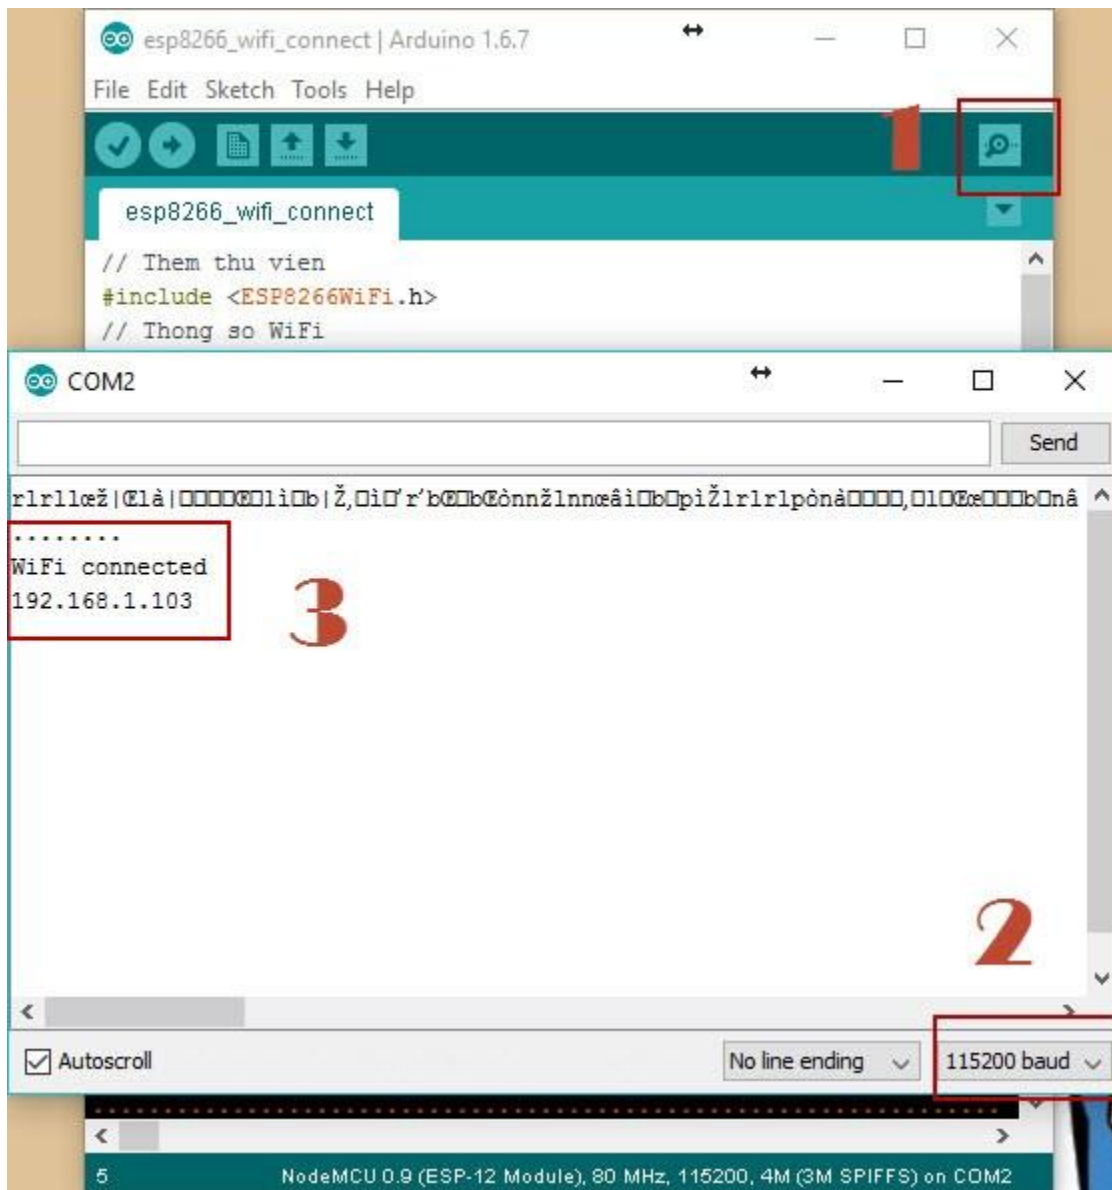 esp8266_wifi_connect | Arduino 1.6.7
File Edit Sketch Tools Help
1
esp8266_wifi_connect
// Them thu vien
#include <ESP8266WiFi.h>
// Thong so WiFi
COM2
Send
........
WiFi connected
192.168.1.103
3
2
Autoscroll
No line ending
115200 baud
5
NodeMCU 0.9 (ESP-12 Module), 80 MHz, 115200, 4M (3M SPIFFS) on COM2